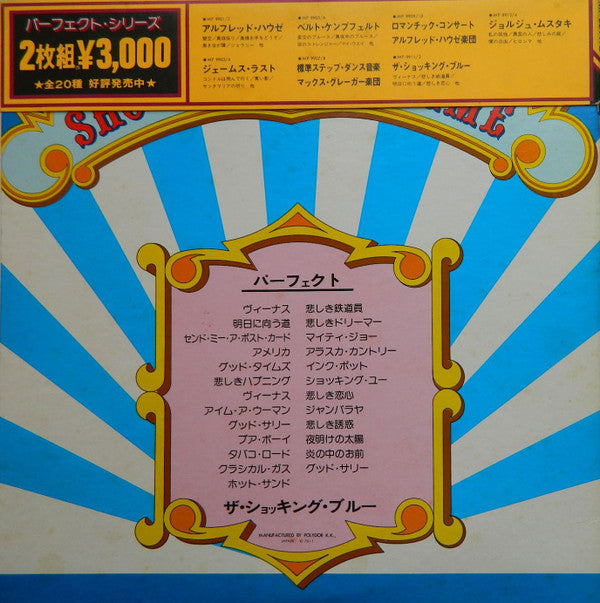 パーフェクト・シリーズ
2枚組¥3,000
★全20種 好評発売中★
アルフレッド・ハウゼ
ジェームス・ラスト
ベルト・ケンプフェルト
標準ステップ・ダンス音楽
マックス・グレーガー楽団
ロマンチック・コンサート
アルフレッド・ハウゼ楽団
ザ・ショッキング・ブルー
ジョルジュ・ムスタキ
パーフェクト
ヴィーナス 悲しき鉄道員
明日に向う道 悲しきドリーマー
センド・ミー・ア・ポスト・カード マイティ・ジョー
アメリカ アラスカ・カントリー
グッド・タイムズ インク・ポット
悲しきハプニング ショッキング・ユー
ヴィーナス 悲しき恋心
アイム・ア・ウーマン ジャンバラヤ
グッド・サリー 悲しき誘惑
プア・ボーイ 夜明けの太陽
タバコ・ロード 炎の中のお前
クラシカル・ガス グッド・サリー
ホット・サンド
ザ・ショッキング・ブルー
MANUFACTURED BY POLYDOR K.K.,